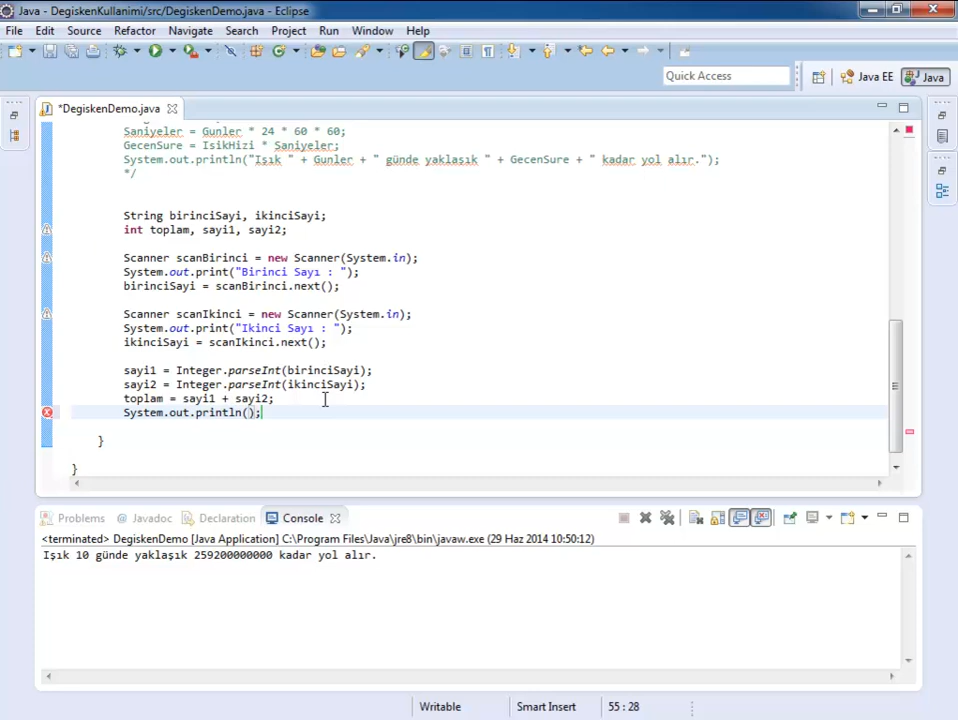 Java - DegiskenKullanimi/src/DegiskenDemo.java - Eclipse
File Edit Source Refactor Navigate Search Project Run Window Help
Quick Access
Java EE
Java
*DegiskenDemo.java
Saniyeler = Gunler * 24 * 60 * 60;
GecenSure = IsikHizi * Saniyeler;
System.out.println("Işık " + Gunler + " günde yaklaşık " + GecenSure + " kadar yol alır.");
*/
String birinciSayi, ikinciSayi;
int toplam, sayi1, sayi2;
Scanner scanBirinci = new Scanner(System.in);
System.out.print("Birinci Sayı : ");
birinciSayi = scanBirinci.next();
Scanner scanIkinci = new Scanner(System.in);
System.out.print("Ikinci Sayı : ");
ikinciSayi = scanIkinci.next();
sayi1 = Integer.parseInt(birinciSayi);
sayi2 = Integer.parseInt(ikinciSayi);
toplam = sayi1 + sayi2;
System.out.println();
}
}
Problems @ Javadoc Declaration Console
<terminated> DegiskenDemo [Java Application] C:\Program Files\Java\jre8\bin\javaw.exe (29 Haz 2014 10:50:12)
Işık 10 günde yaklaşık 259200000000 kadar yol alır.
Writable Smart Insert 55 : 28